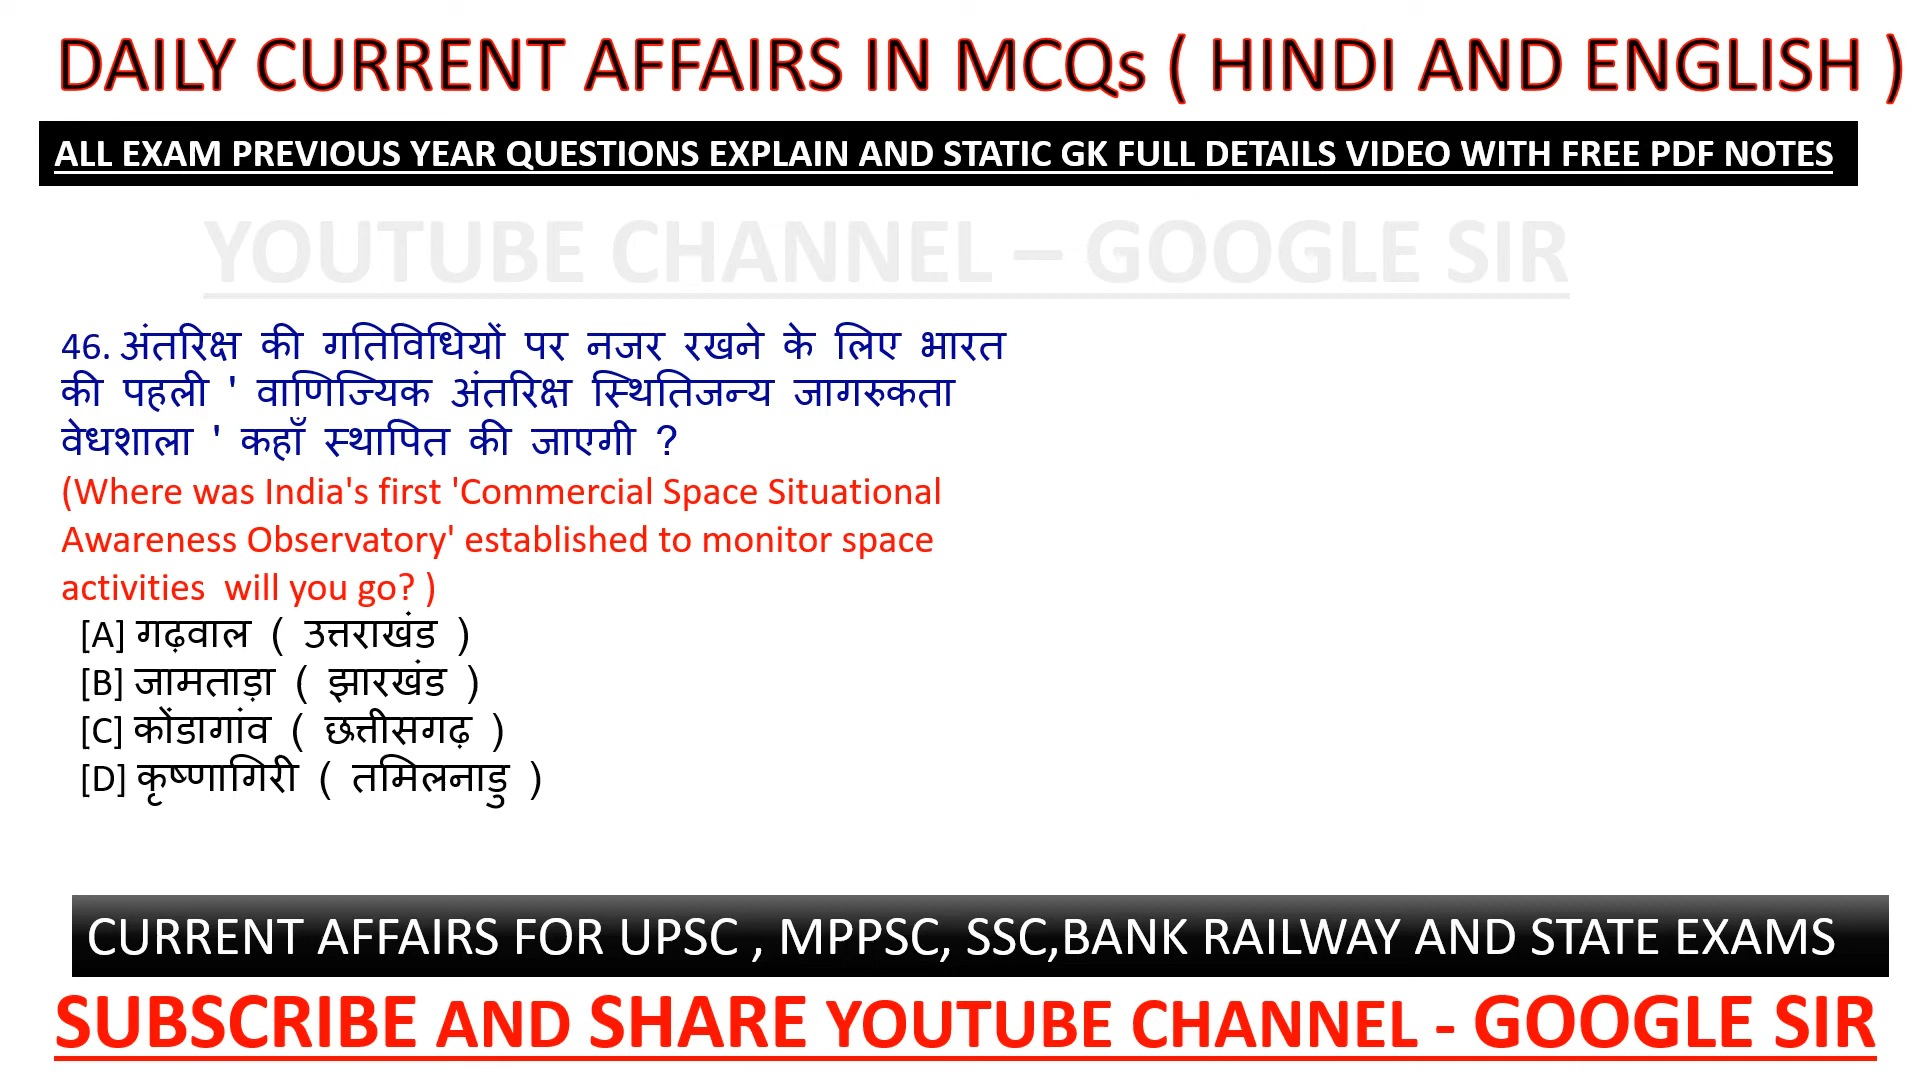 DAILY CURRENT AFFAIRS IN MCQs ( HINDI AND ENGLISH )
ALL EXAM PREVIOUS YEAR QUESTIONS EXPLAIN AND STATIC GK FULL DETAILS VIDEO WITH FREE PDF NOTES
YOUTUBE CHANNEL – GOOGLE SIR
46. अंतरिक्ष की गतिविधियों पर नजर रखने के लिए भारत
की पहली ' वाणिज्यिक अंतरिक्ष स्थितिजन्य जागरुकता
वेधशाला ' कहाँ स्थापित की जाएगी ?
(Where was India's first 'Commercial Space Situational
Awareness Observatory' established to monitor space
activities  will you go? )
[A] गढ़वाल ( उत्तराखंड )
[B] जामताड़ा ( झारखंड )
[C] कोंडागांव ( छत्तीसगढ़ )
[D] कृष्णागिरी ( तमिलनाडु )
CURRENT AFFAIRS FOR UPSC , MPPSC, SSC,BANK RAILWAY AND STATE EXAMS
SUBSCRIBE AND SHARE YOUTUBE CHANNEL - GOOGLE SIR